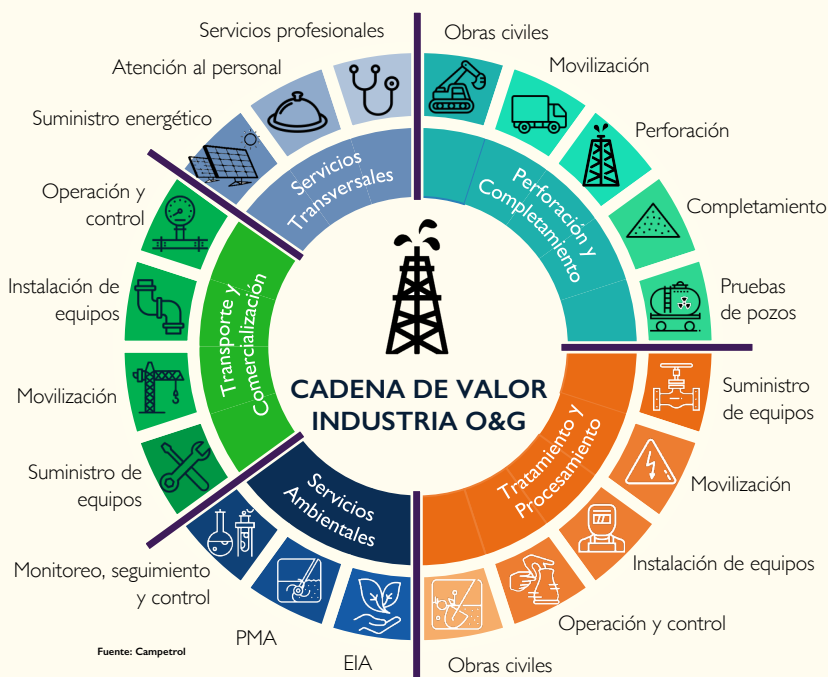 Servicios profesionales
Atención al personal
Suministro energético
Servicios
Transversales
Obras civiles
Movilización
Perforación
Completamiento
Pruebas
de pozos
Perforación y
Completamiento
Suministro
de equipos
Movilización
Instalación de equipos
Operación y control
Obras civiles
Tratamiento y
Procesamiento
EIA
PMA
Monitoreo, seguimiento
y control
Servicios
Ambientales
Suministro de
equipos
Movilización
Instalación de
equipos
Operación y
control
Transporte y
Comercialización
CADENA DE VALOR
INDUSTRIA O&G
Fuente: Campetrol